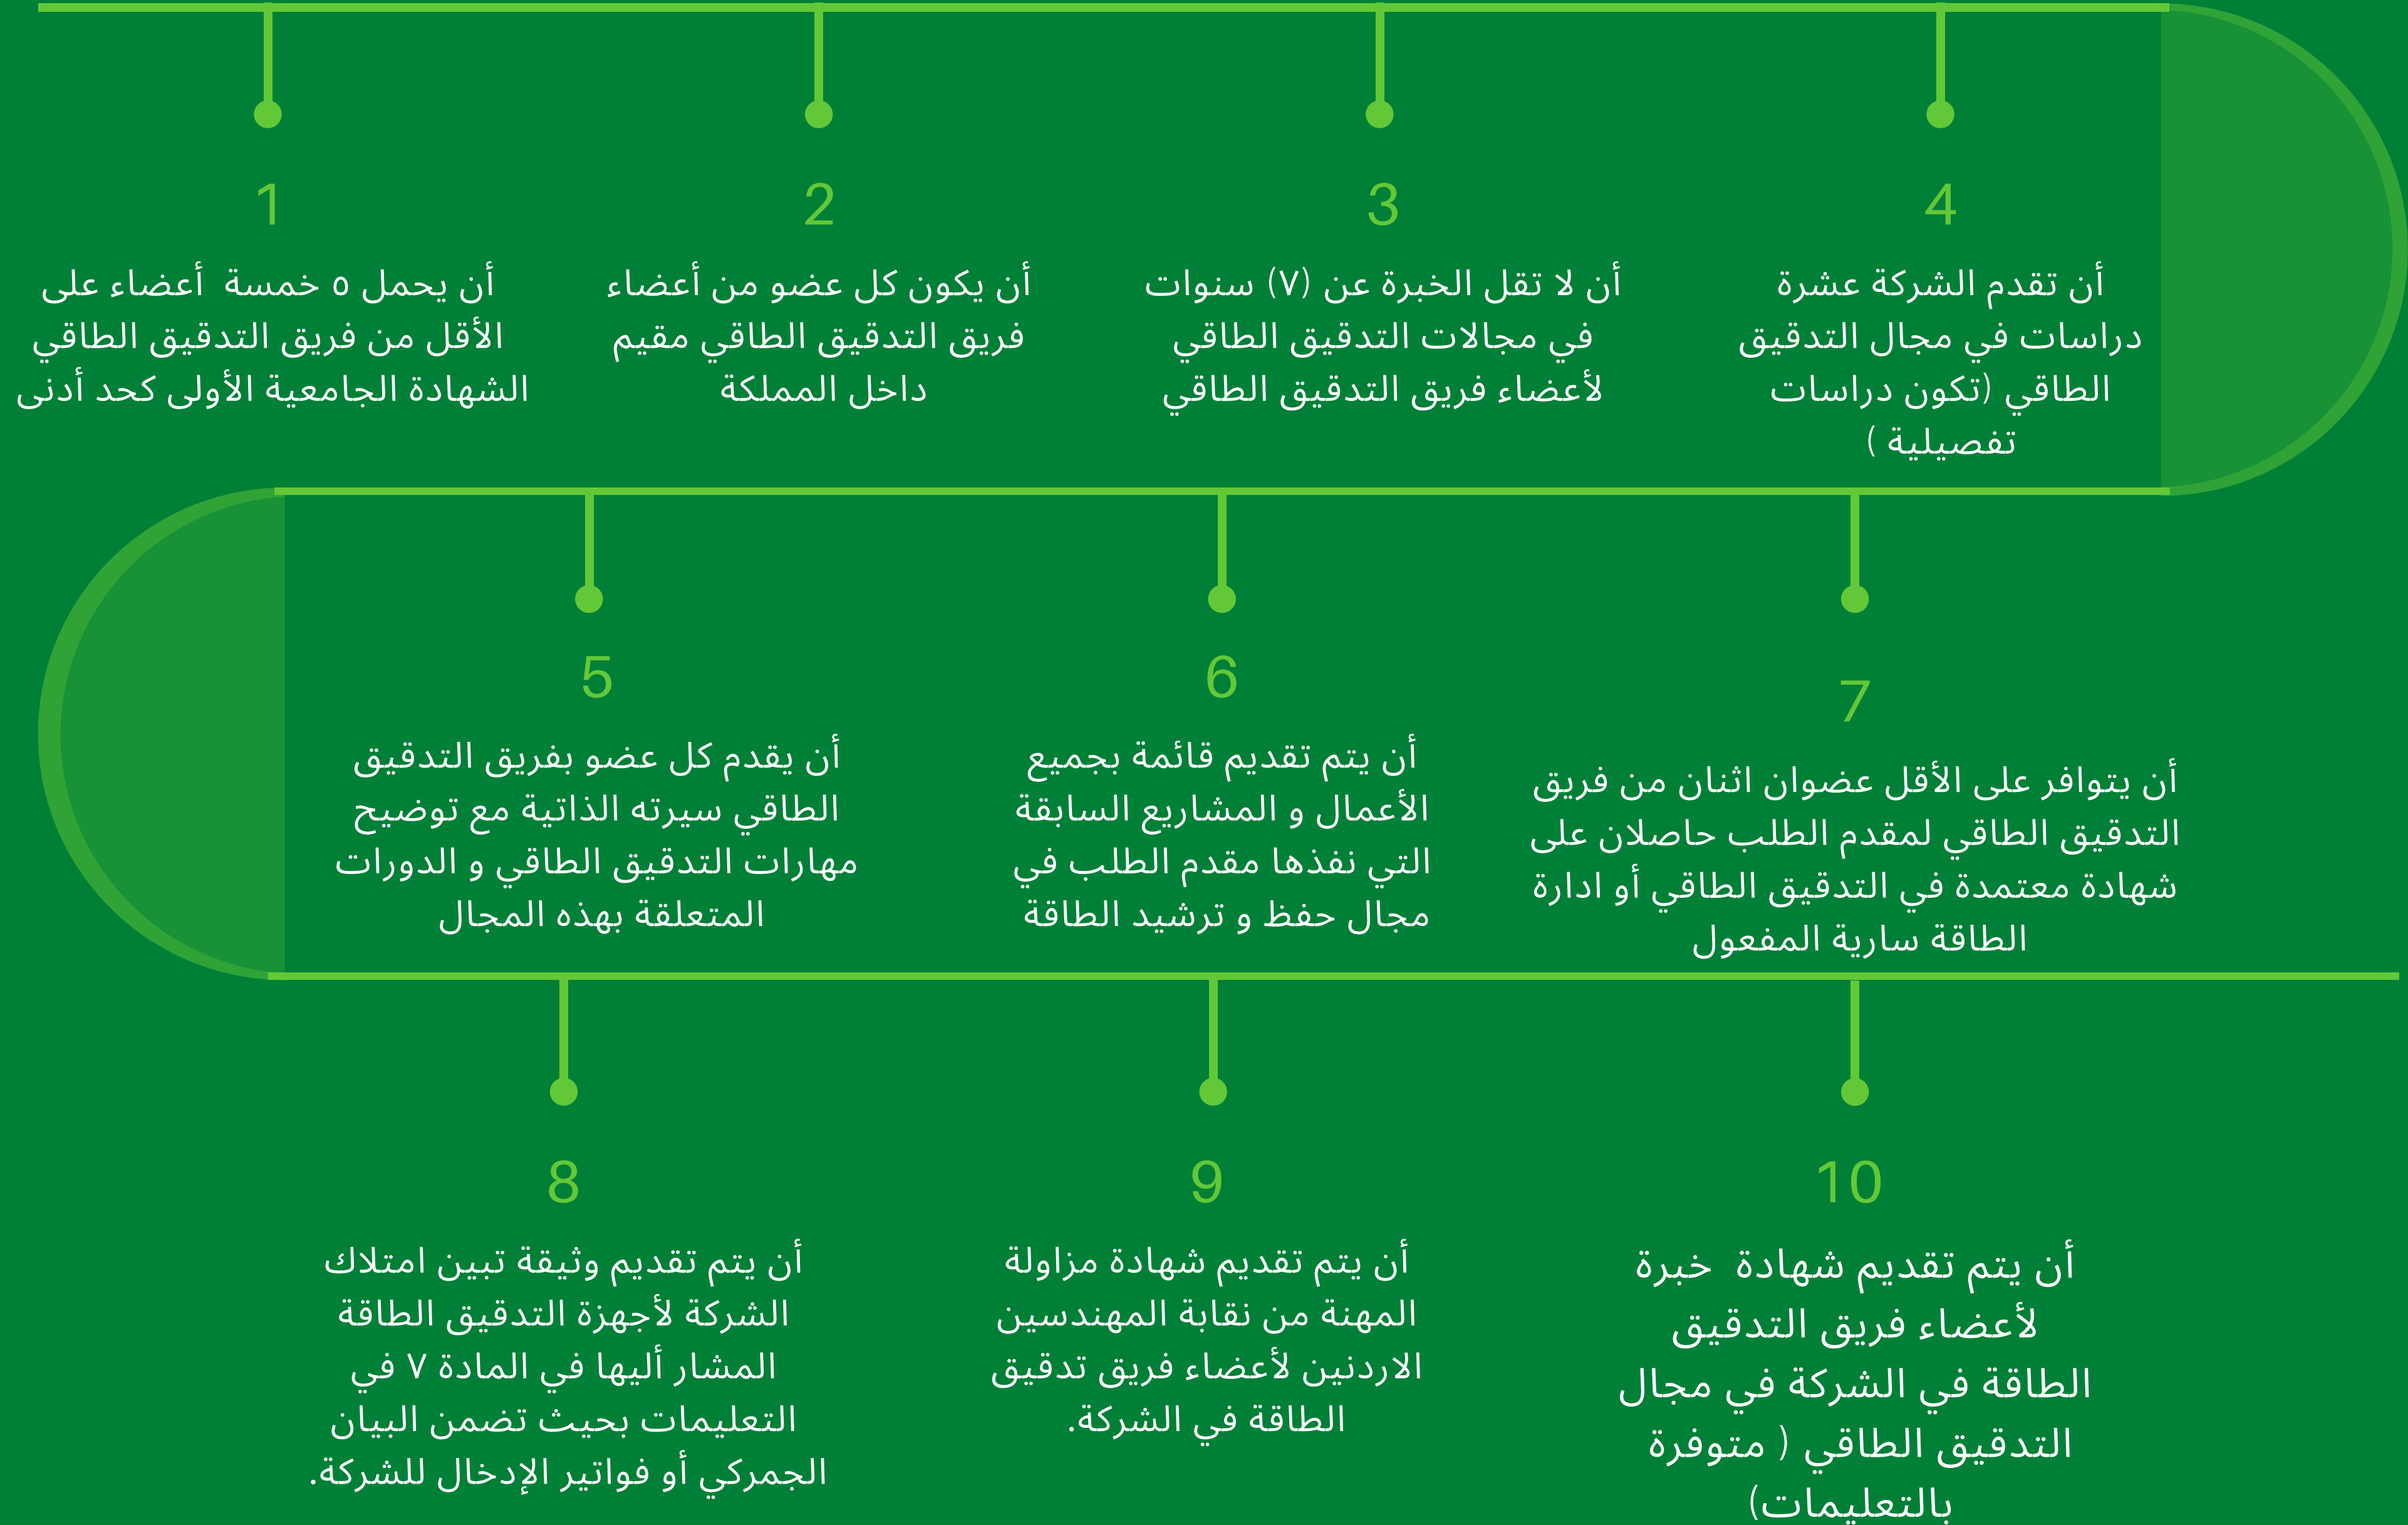 1
أن يحمل ٥ خمسة أعضاء على
الأقل من فريق التدقيق الطاقي
الشهادة الجامعية الأولى كحد أدنى
2
أن يكون كل عضو من أعضاء
فريق التدقيق الطاقي مقيم
داخل المملكة
3
أن لا تقل الخبرة عن (٧) سنوات
في مجالات التدقيق الطاقي
لأعضاء فريق التدقيق الطاقي
4
أن تقدم الشركة عشرة
دراسات في مجال التدقيق
الطاقي (تكون دراسات
تفصيلية )
5
أن يقدم كل عضو بفريق التدقيق
الطاقي سيرته الذاتية مع توضيح
مهارات التدقيق الطاقي و الدورات
المتعلقة بهذه المجال
6
أن يتم تقديم قائمة بجميع
الأعمال و المشاريع السابقة
التي نفذها مقدم الطلب في
مجال حفظ و ترشيد الطاقة
7
أن يتوافر على الأقل عضوان اثنان من فريق
التدقيق الطاقي لمقدم الطلب حاصلان على
شهادة معتمدة في التدقيق الطاقي أو ادارة
الطاقة سارية المفعول
8
أن يتم تقديم وثيقة تبين امتلاك
الشركة لأجهزة التدقيق الطاقة
المشار أليها في المادة ٧ في
التعليمات بحيث تضمن البيان
الجمركي أو فواتير الإدخال للشركة.
9
أن يتم تقديم شهادة مزاولة
المهنة من نقابة المهندسين
الاردنين لأعضاء فريق تدقيق
الطاقة في الشركة.
10
أن يتم تقديم شهادة خبرة
لأعضاء فريق التدقيق
الطاقة في الشركة في مجال
التدقيق الطاقي ( متوفرة
بالتعليمات)